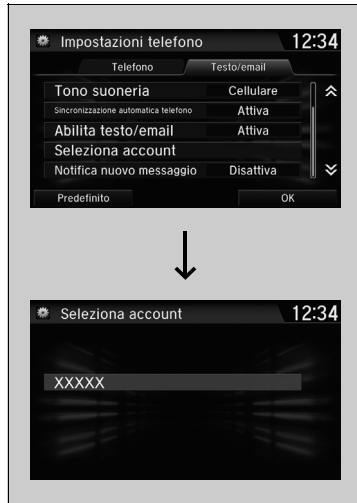 Impostazioni telefono 12:34
Telefono Testo/email
Tono suoneria Cellulare
Sincronizzazione automatica telefono Attiva
Abilita testo/email Attiva
Seleziona account
Notifica nuovo messaggio Disattiva
Predefinito OK
Seleziona account 12:34
XXXXX